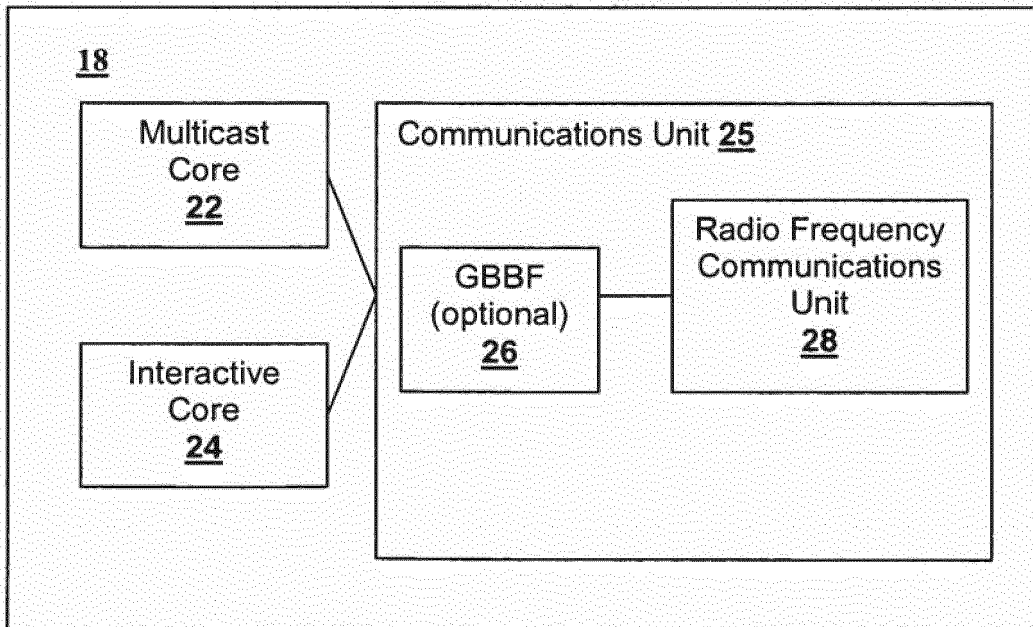 18
Multicast
Core
22
Interactive
Core
24
Communications Unit 25
GBBF
(optional)
26
Radio Frequency
Communications
Unit
28